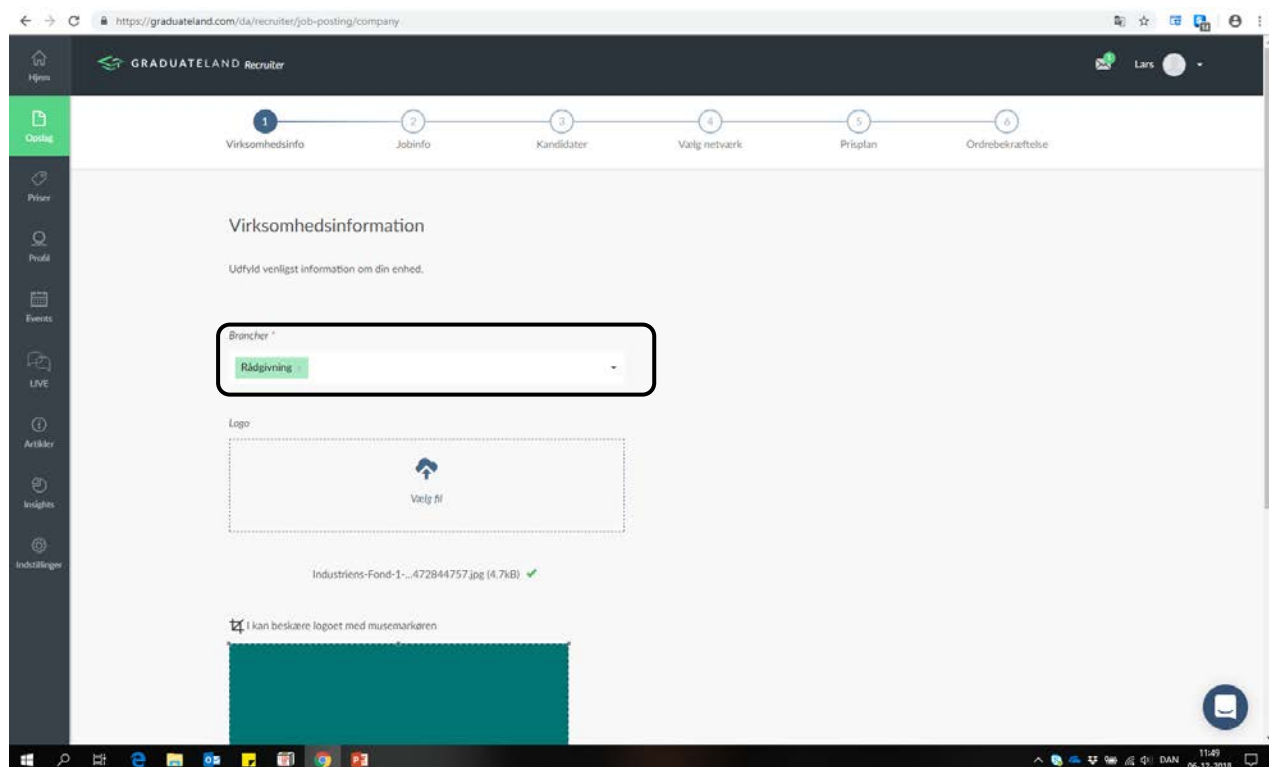 https://graduateland.com/da/recruiter/job-posting/company
Hjem
GRADUATELAND Recruiter
Lars
Opslag
1
2
3
4
5
6
Virksomhedsinfo
Jobinfo
Kandidater
Vælg netværk
Prisplan
Ordrebekræftelse
Priser
Profil
Events
LIVE
Artikler
Insights
Indstillinger
Virksomhedsinformation
Udfyld venligst information om din enhed.
Brancher *
Rådgivning
Logo
Vælg fil
Industriens-Fond-1-...472844757.jpg (4.7kB)
I kan beskære logoet med musemarkøren
DAN
11:49
06-12-2018